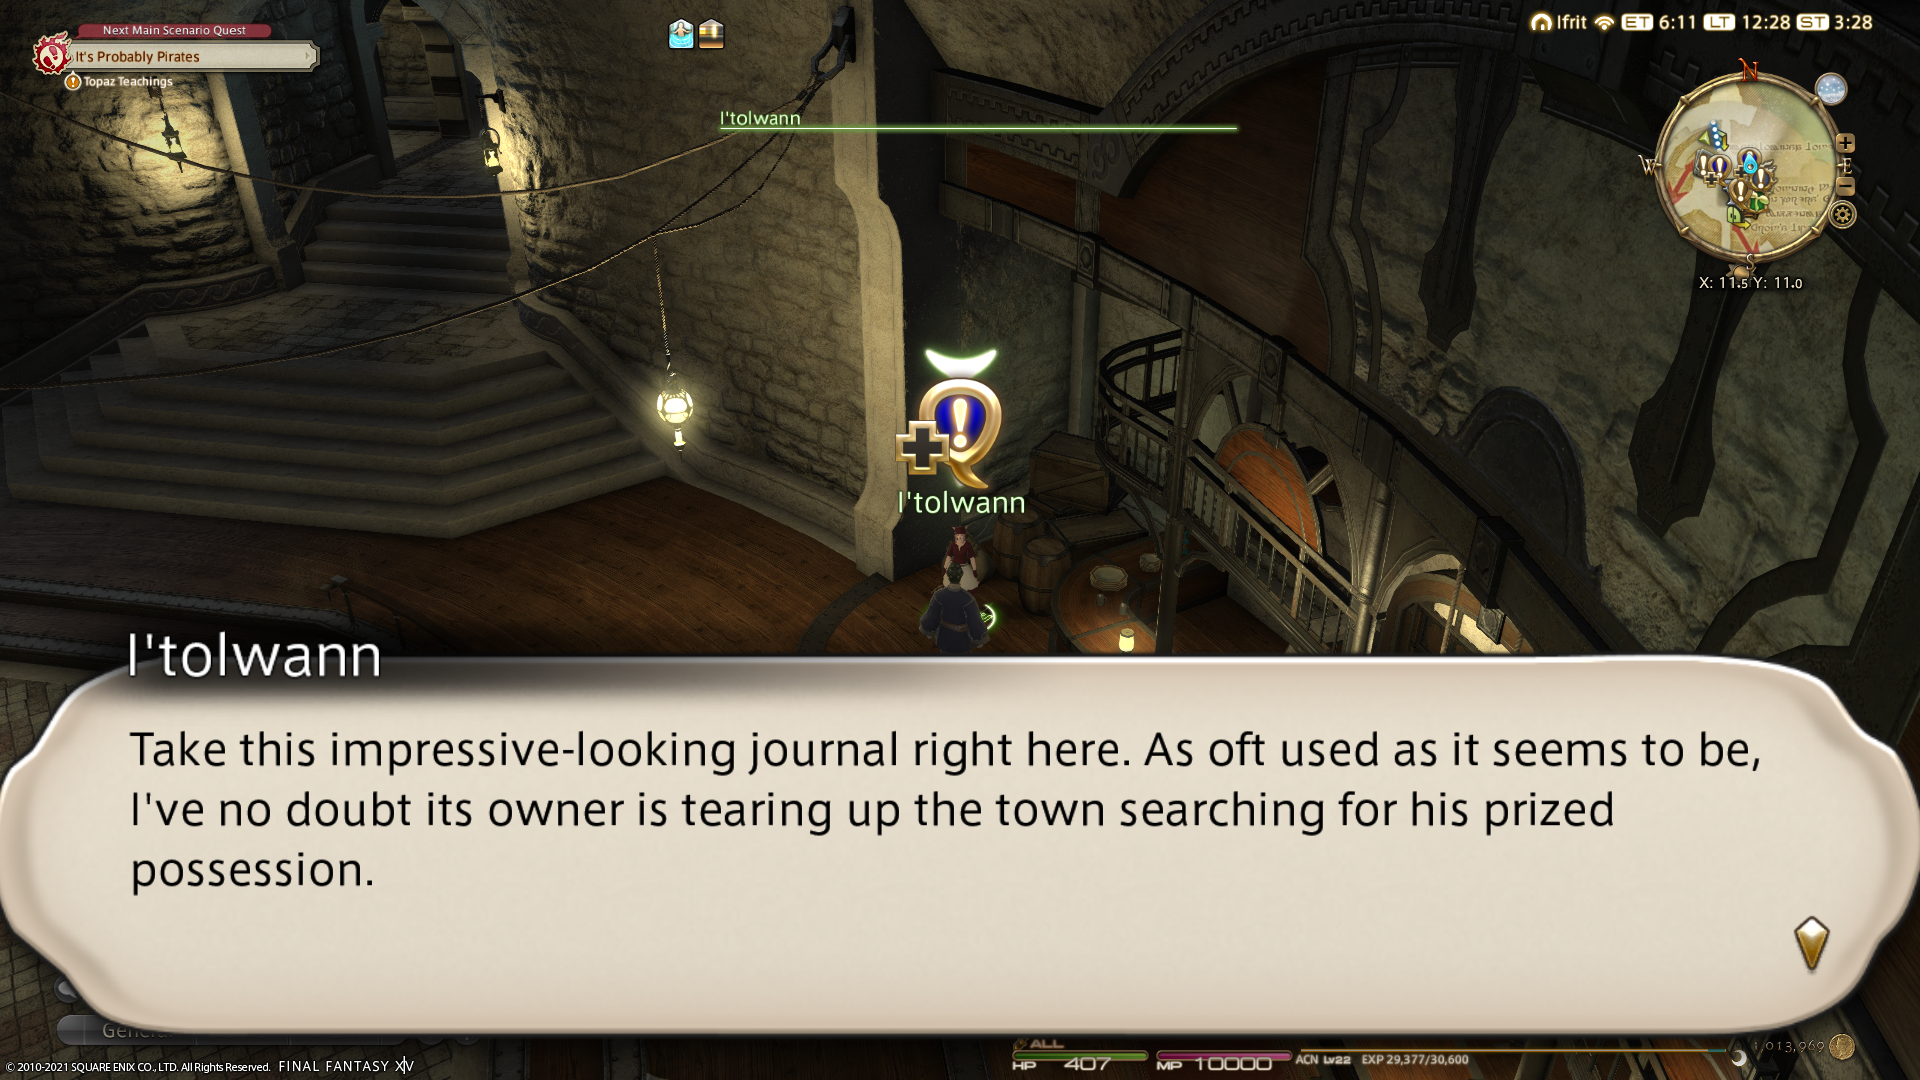 Next Main Scenario Quest
It's Probably Pirates
Topaz Teachings
Ifrit ET 6:11 LT 12:28 ST 3:28
I'tolwann
N
W
E
S
X: 11.5 Y: 11.0
I'tolwann
I'tolwann
Take this impressive-looking journal right here. As oft used as it seems to be,
I've no doubt its owner is tearing up the town searching for his prized
possession.
ALL
HP 407 MP 10000 ACN Lv22 EXP 29,377/30,600
1,013,969
© 2010-2021 SQUARE ENIX CO., LTD. All Rights Reserved. FINAL FANTASY XIV